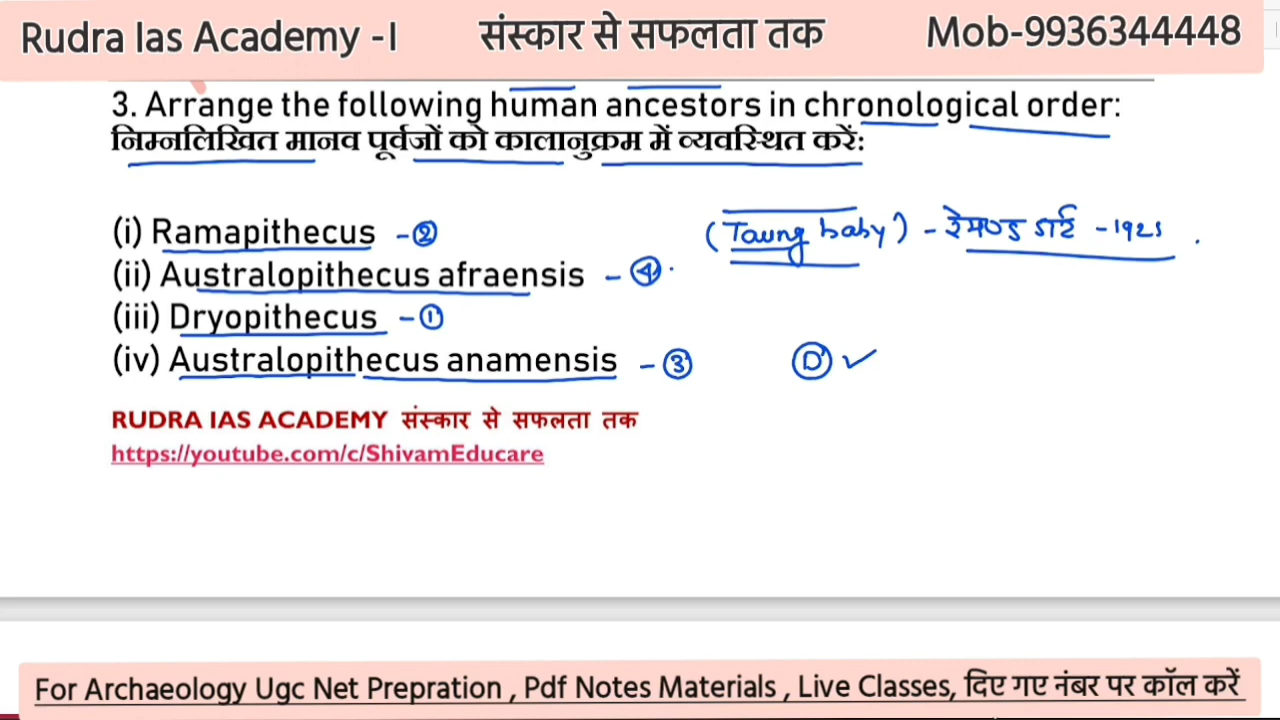 Rudra Ias Academy -I संस्कार से सफलता तक Mob-9936344448
3. Arrange the following human ancestors in chronological order:
निम्नलिखित मानव पूर्वजों को कालानुक्रम में व्यवस्थित करें:
(i) Ramapithecus - 2 (Taung baby) - रेमण्ड डार्ट - 1925
(ii) Australopithecus afraensis - 4
(iii) Dryopithecus - 1
(iv) Australopithecus anamensis - 3 D ✓
RUDRA IAS ACADEMY संस्कार से सफलता तक
https://youtube.com/c/ShivamEducare
For Archaeology Ugc Net Prepration , Pdf Notes Materials , Live Classes, दिए गए नंबर पर कॉल करें